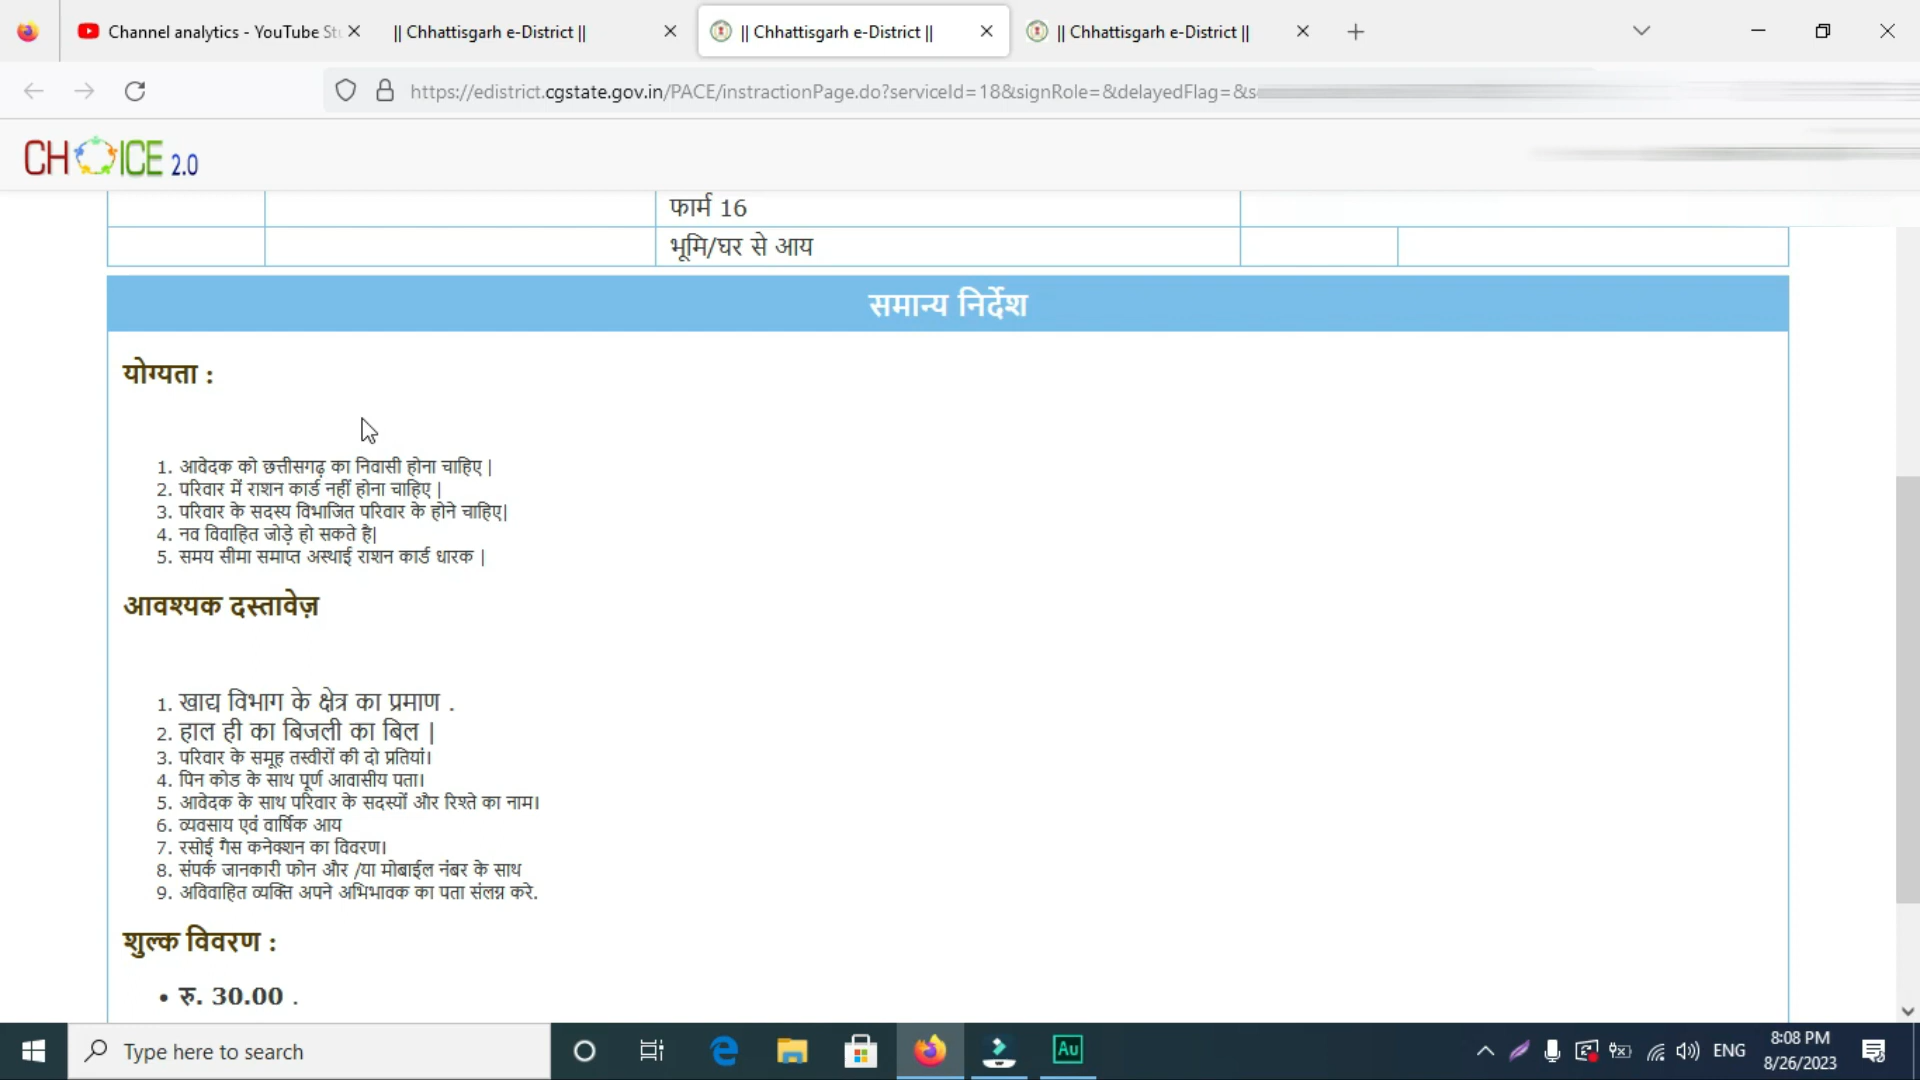 Channel analytics - YouTube St
|| Chhattisgarh e-District ||
|| Chhattisgarh e-District ||
|| Chhattisgarh e-District ||
https://edistrict.cgstate.gov.in/PACE/instractionPage.do?serviceId=18&signRole=&delayedFlag=&s
CHOICE 2.0
फार्म 16
भूमि/घर से आय
समान्य निर्देश
योग्यता :
1. आवेदक को छत्तीसगढ़ का निवासी होना चाहिए |
2. परिवार में राशन कार्ड नहीं होना चाहिए |
3. परिवार के सदस्य विभाजित परिवार के होने चाहिए|
4. नव विवाहित जोड़े हो सकते है|
5. समय सीमा समाप्त अस्थाई राशन कार्ड धारक |
आवश्यक दस्तावेज़
1. खाद्य विभाग के क्षेत्र का प्रमाण .
2. हाल ही का बिजली का बिल |
3. परिवार के समूह तस्वीरों की दो प्रतियां।
4. पिन कोड के साथ पूर्ण आवासीय पता।
5. आवेदक के साथ परिवार के सदस्यों और रिश्ते का नाम।
6. व्यवसाय एवं वार्षिक आय
7. रसोई गैस कनेक्शन का विवरण।
8. संपर्क जानकारी फोन और /या मोबाईल नंबर के साथ
9. अविवाहित व्यक्ति अपने अभिभावक का पता संलग्न करे.
शुल्क विवरण :
• रु. 30.00 .
Type here to search
Au
ENG
8:08 PM
8/26/2023